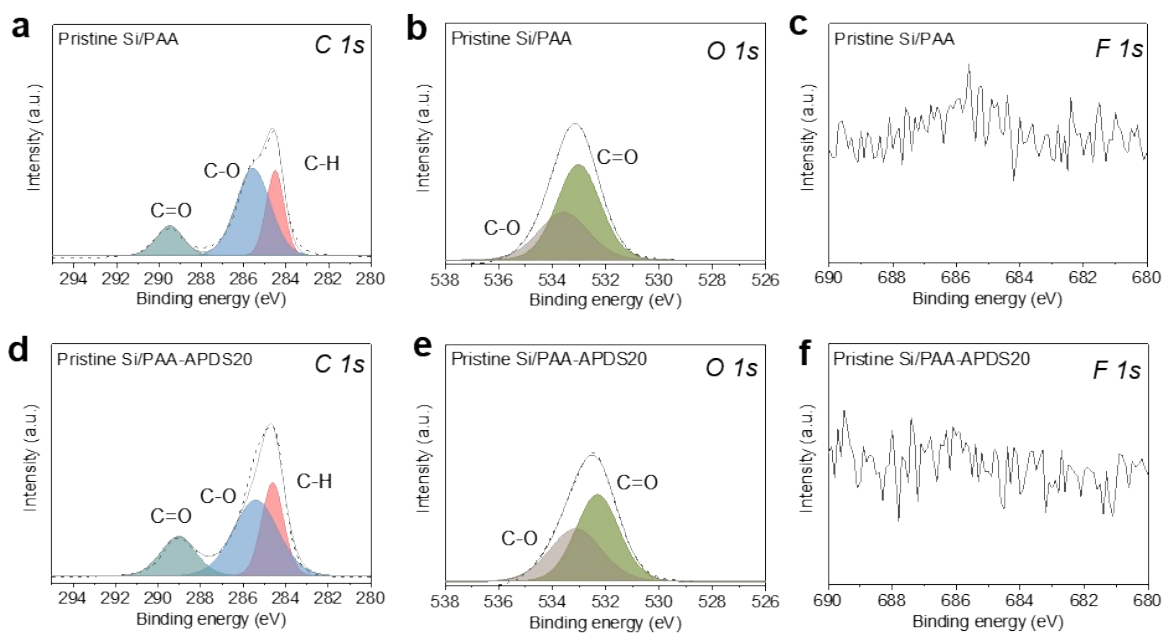 a
Pristine Si/PAA
C 1s
C=O
C-O
C-H
Intensity (a.u.)
294 292 290 288 286 284 282 280
Binding energy (eV)
b
Pristine Si/PAA
O 1s
C-O
C=O
Intensity (a.u.)
538 536 534 532 530 528 526
Binding energy (eV)
c
Pristine Si/PAA
F 1s
Intensity (a.u.)
690 688 686 684 682 680
Binding energy (eV)
d
Pristine Si/PAA-APDS20
C 1s
C=O
C-O
C-H
Intensity (a.u.)
294 292 290 288 286 284 282 280
Binding energy (eV)
e
Pristine Si/PAA-APDS20
O 1s
C-O
C=O
Intensity (a.u.)
538 536 534 532 530 528 526
Binding energy (eV)
f
Pristine Si/PAA-APDS20
F 1s
Intensity (a.u.)
690 688 686 684 682 680
Binding energy (eV)